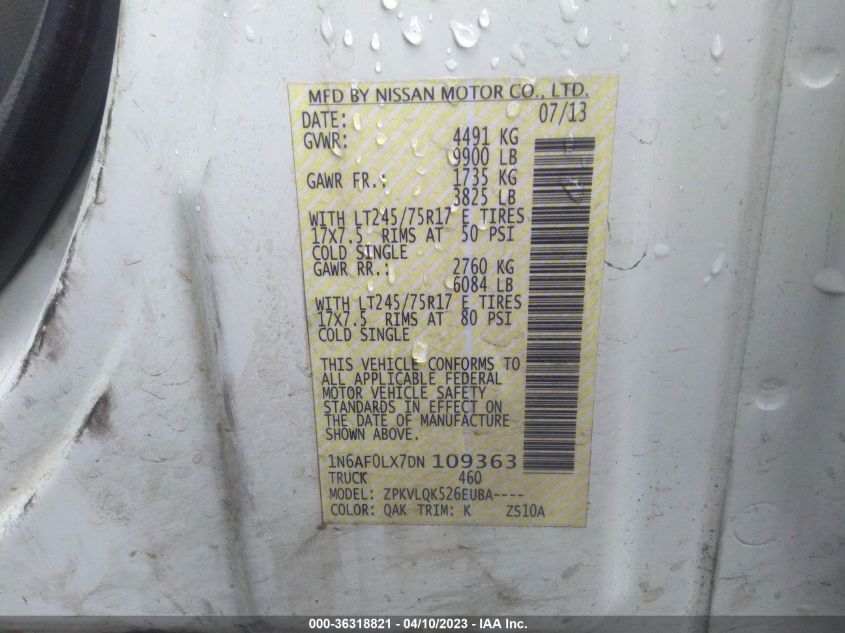 MFD BY NISSAN MOTOR CO., LTD.
DATE: 07/13
GVWR: 4491 KG
9900 LB
GAWR FR.: 1735 KG
3825 LB
WITH LT245/75R17 E TIRES
17X7.5 RIMS AT 50 PSI
COLD SINGLE
GAWR RR.: 2760 KG
6084 LB
WITH LT245/75R17 E TIRES
17X7.5 RIMS AT 80 PSI
COLD SINGLE
THIS VEHICLE CONFORMS TO
ALL APPLICABLE FEDERAL
MOTOR VEHICLE SAFETY
STANDARDS IN EFFECT ON
THE DATE OF MANUFACTURE
SHOWN ABOVE.
1N6AF0LX7DN 109363
TRUCK 460
MODEL: ZPKVLQK526EUBA----
COLOR: QAK TRIM: K ZS10A
000-36318821 - 04/10/2023 - IAA Inc.